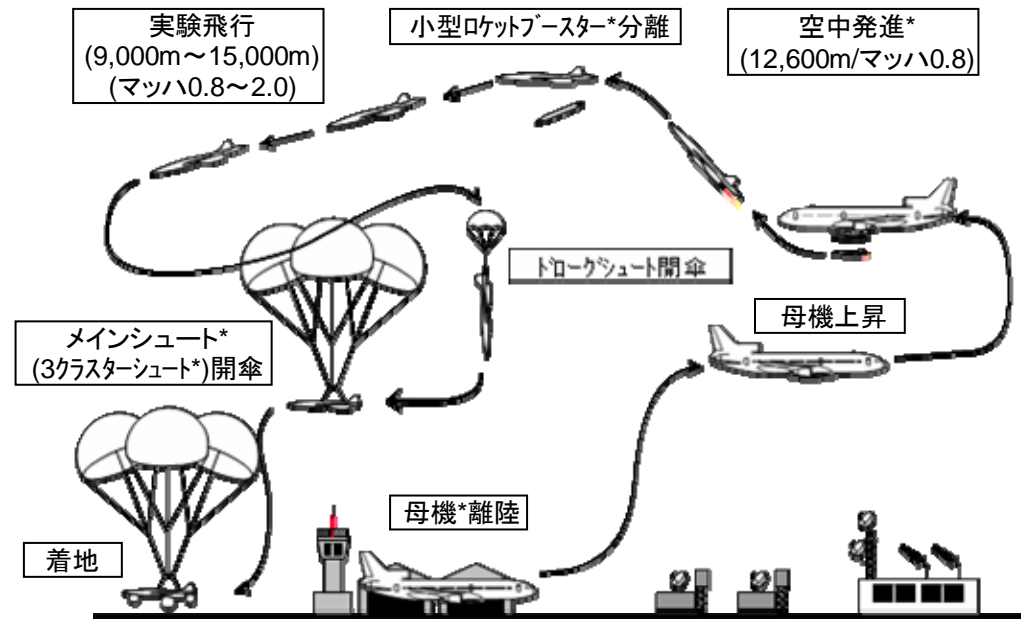 実験飛行
(9,000m～15,000m)
(マッハ0.8～2.0)
小型ﾛｹｯﾄﾌﾞｰｽﾀｰ*分離
空中発進*
(12,600m/マッハ0.8)
ﾄﾞﾛｰｸﾞｼｭｰﾄ開傘
母機上昇
メインシュート*
(3ｸﾗｽﾀｰｼｭｰﾄ*)開傘
母機*離陸
着地